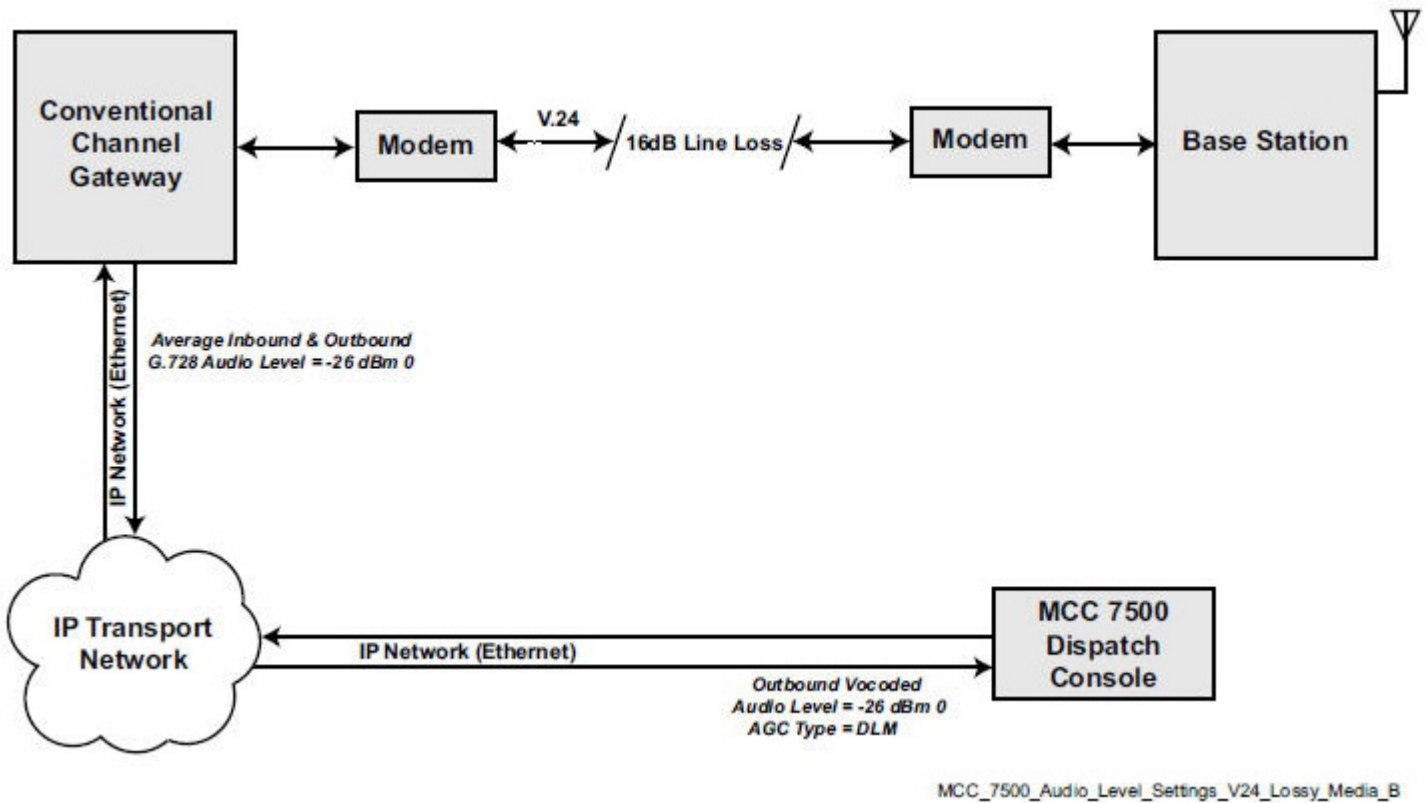 Conventional
Channel
Gateway
Modem
V.24
16dB Line Loss
Modem
Base Station
IP Network (Ethernet)
Average Inbound & Outbound
G.728 Audio Level = -26 dBm 0
IP Transport
Network
IP Network (Ethernet)
MCC 7500
Dispatch
Console
Outbound Vocoded
Audio Level = -26 dBm 0
AGC Type = DLM
MCC_7500_Audio_Level_Settings_V24_Lossy_Media_B